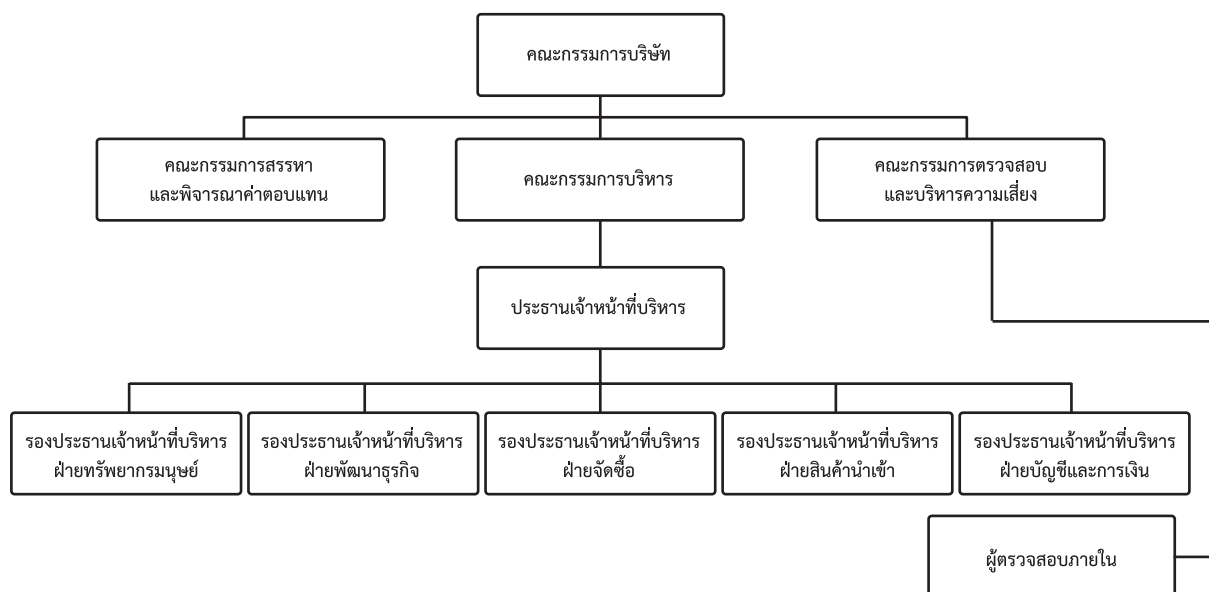 คณะกรรมการบริษัท
คณะกรรมการสรรหา
และพิจารณาค่าตอบแทน
คณะกรรมการบริหาร
คณะกรรมการตรวจสอบ
และบริหารความเสี่ยง
ประธานเจ้าหน้าที่บริหาร
รองประธานเจ้าหน้าที่บริหาร
ฝ่ายทรัพยากรมนุษย์
รองประธานเจ้าหน้าที่บริหาร
ฝ่ายพัฒนาธุรกิจ
รองประธานเจ้าหน้าที่บริหาร
ฝ่ายจัดซื้อ
รองประธานเจ้าหน้าที่บริหาร
ฝ่ายสินค้านำเข้า
รองประธานเจ้าหน้าที่บริหาร
ฝ่ายบัญชีและการเงิน
ผู้ตรวจสอบภายใน